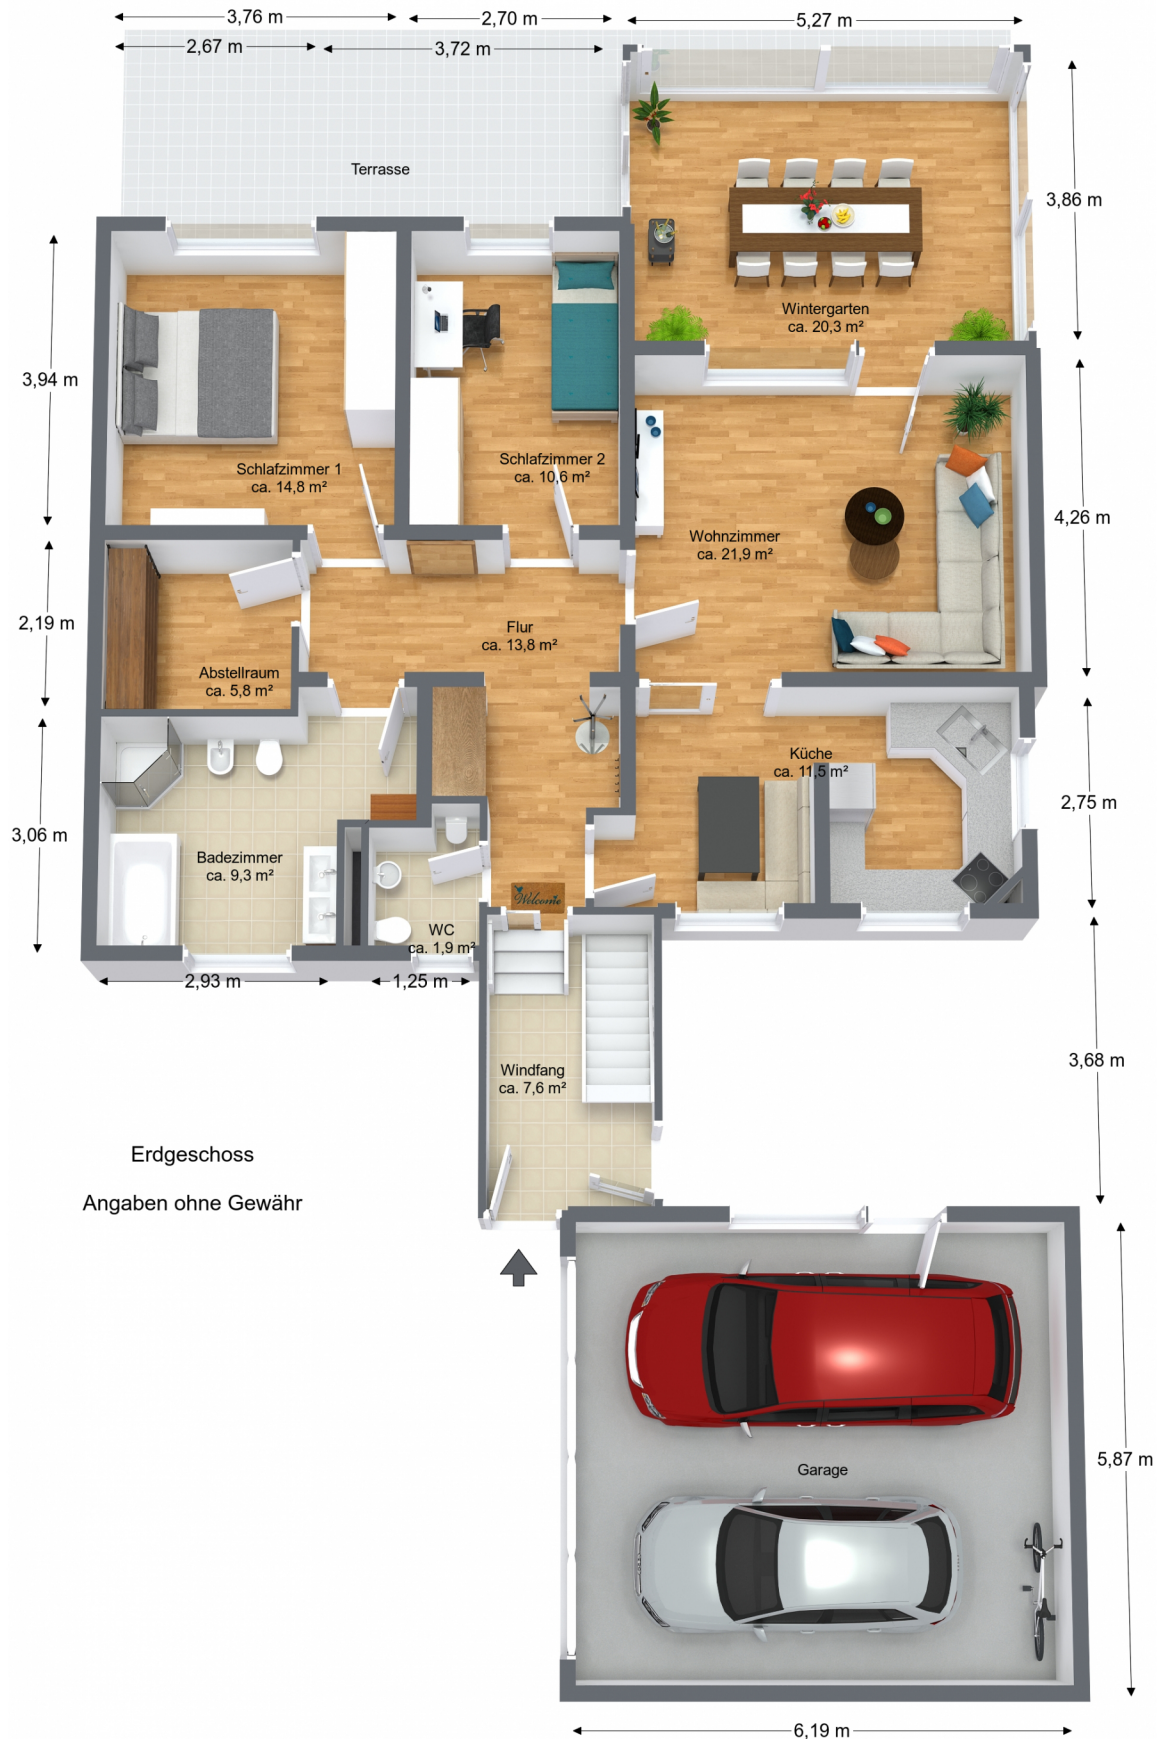 3,76 m
2,70 m
5,27 m
2,67 m
3,72 m
Terrasse
3,86 m
Wintergarten
ca. 20,3 m²
3,94 m
Schlafzimmer 1
ca. 14,8 m²
Schlafzimmer 2
ca. 10,6 m²
4,26 m
Wohnzimmer
ca. 21,9 m²
2,19 m
Flur
ca. 13,8 m²
Abstellraum
ca. 5,8 m²
Küche
ca. 11,5 m²
2,75 m
3,06 m
Badezimmer
ca. 9,3 m²
Welcome
WC
ca. 1,9 m²
2,93 m
1,25 m
Windfang
ca. 7,6 m²
3,68 m
Erdgeschoss
Angaben ohne Gewähr
Garage
5,87 m
6,19 m